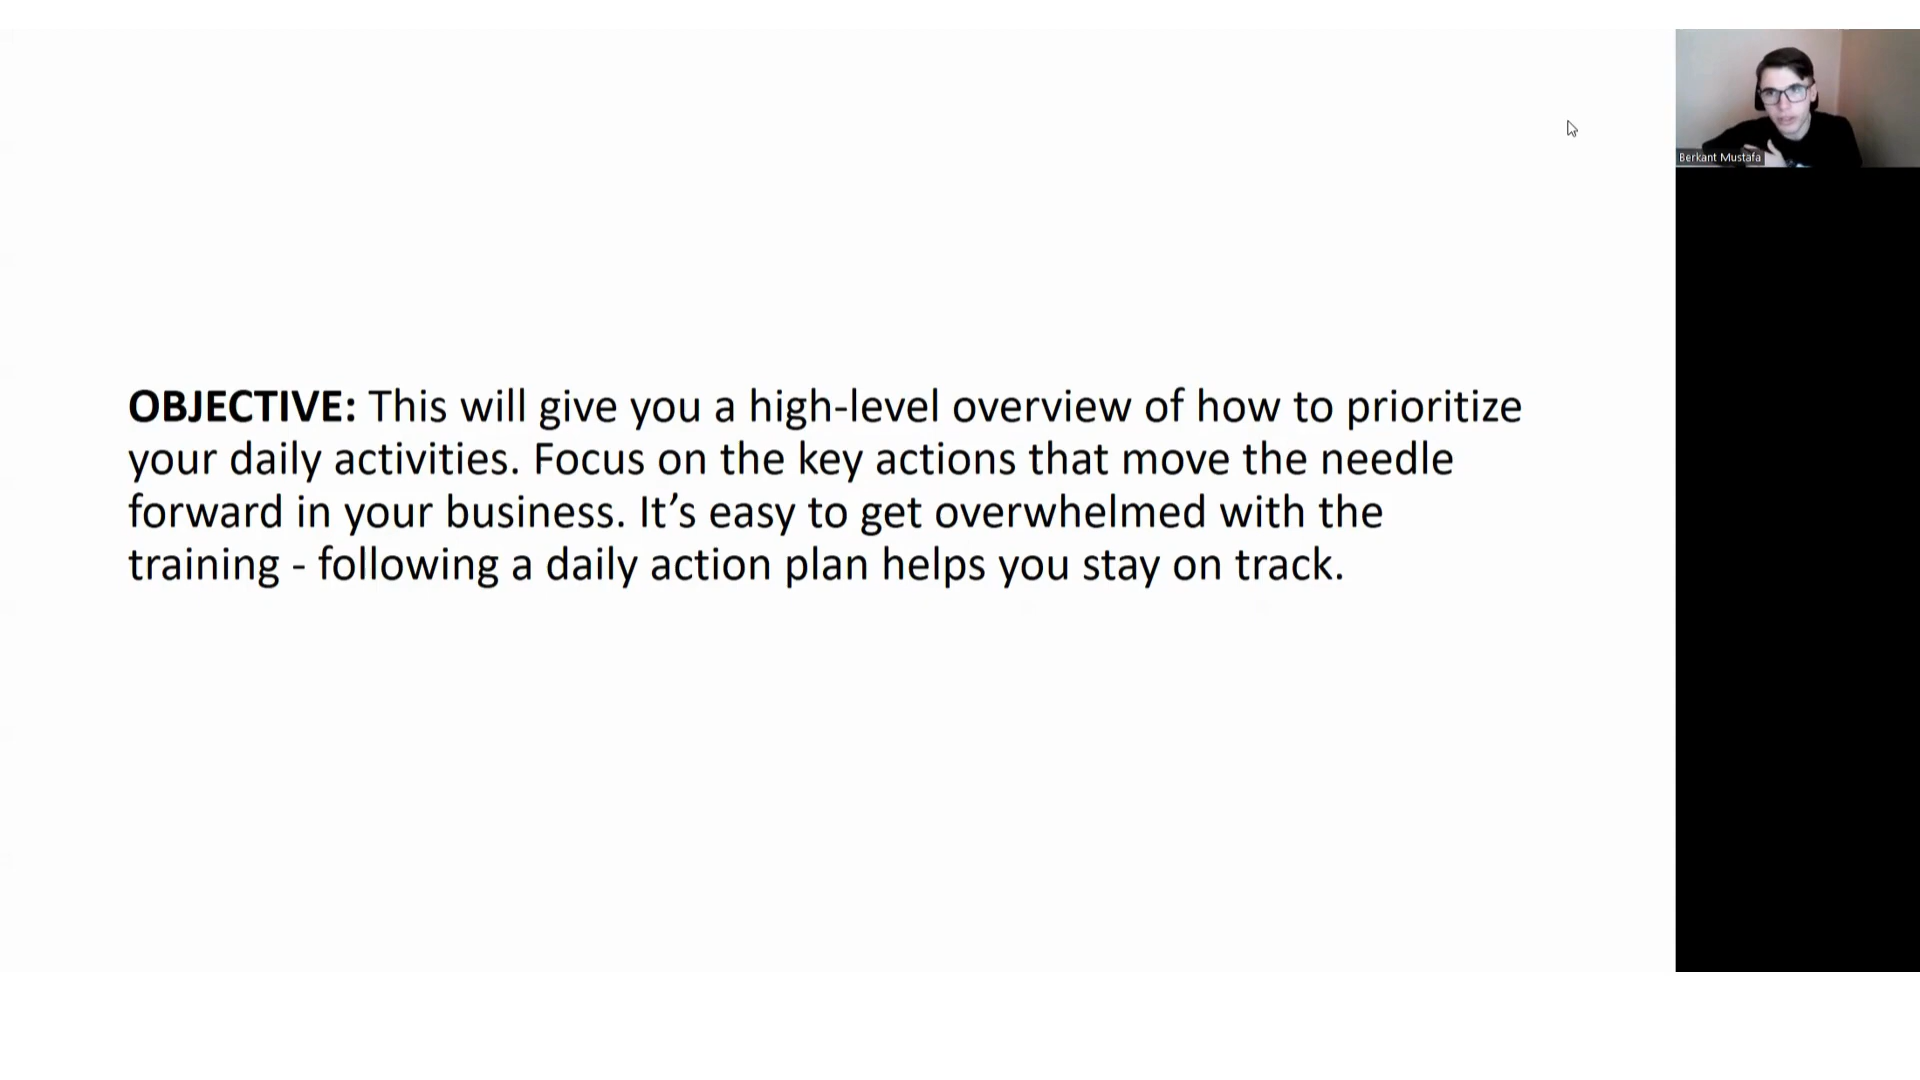 OBJECTIVE: This will give you a high-level overview of how to prioritize
your daily activities. Focus on the key actions that move the needle
forward in your business. It’s easy to get overwhelmed with the
training - following a daily action plan helps you stay on track.
Berkant Mustafa